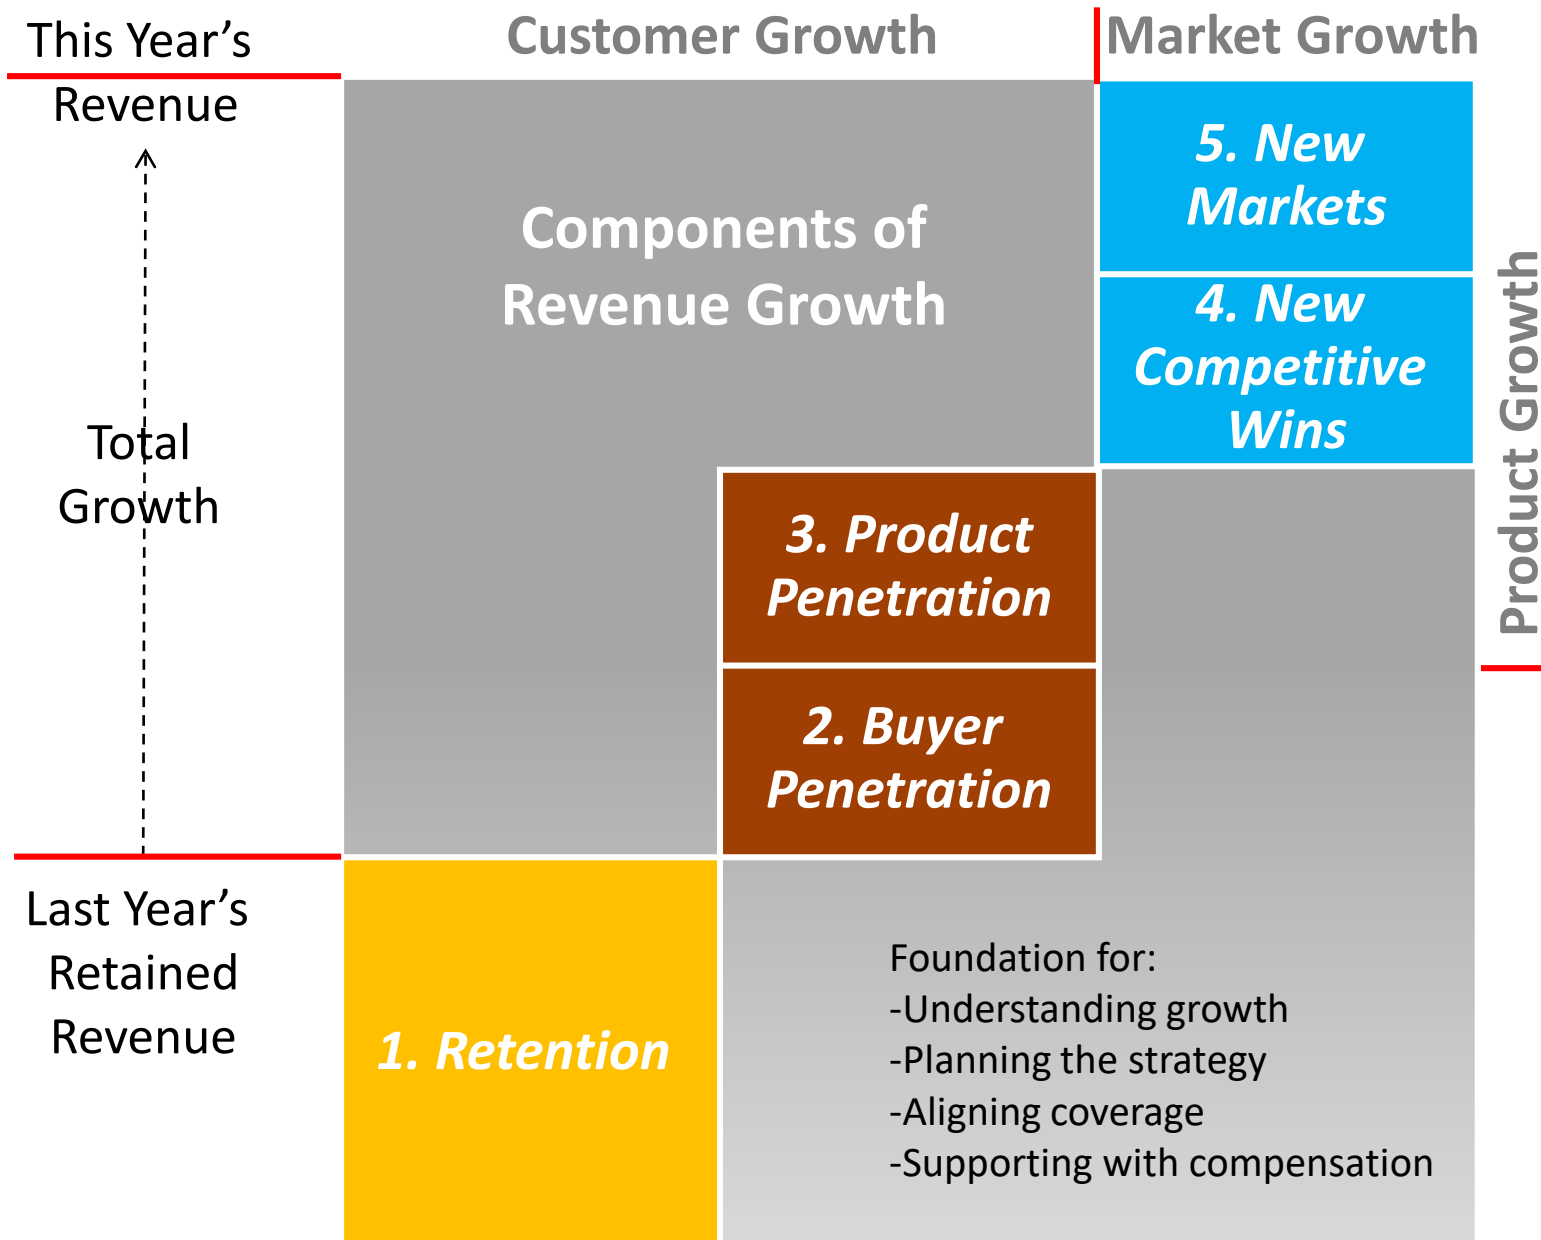 This Year’s
Revenue
Customer Growth
Market Growth
Components of
Revenue Growth
5. New
Markets
4. New
Competitive
Wins
Product Growth
Total
Growth
3. Product
Penetration
2. Buyer
Penetration
Last Year’s
Retained
Revenue
1. Retention
Foundation for:
-Understanding growth
-Planning the strategy
-Aligning coverage
-Supporting with compensation